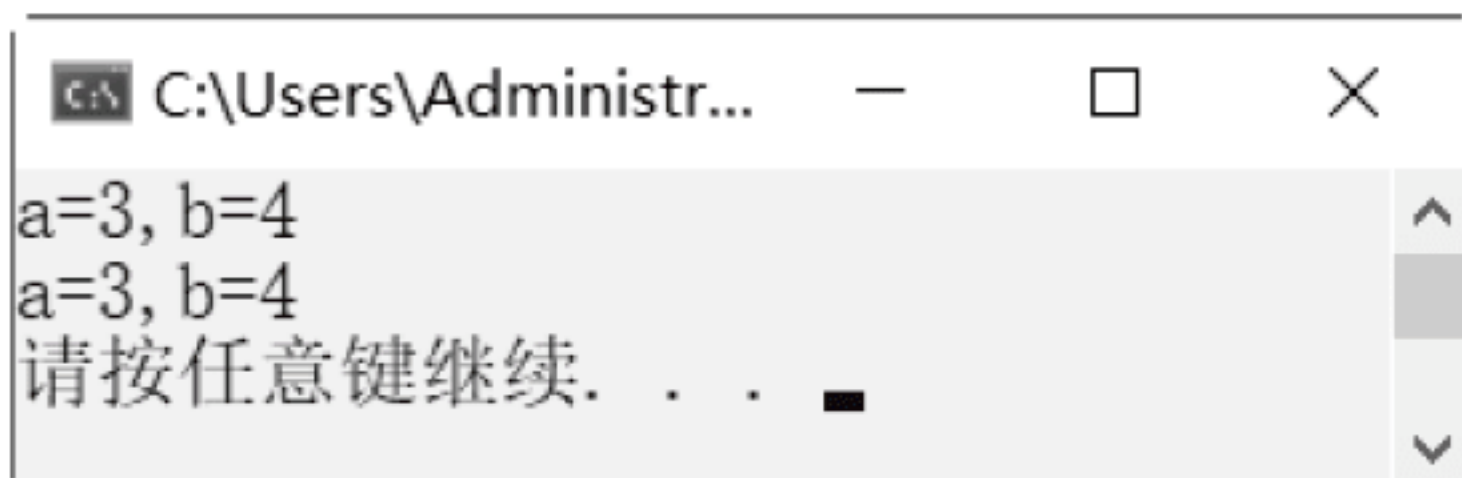 C:\Users\Administr...
a=3, b=4
a=3, b=4
请按任意键继续. . .